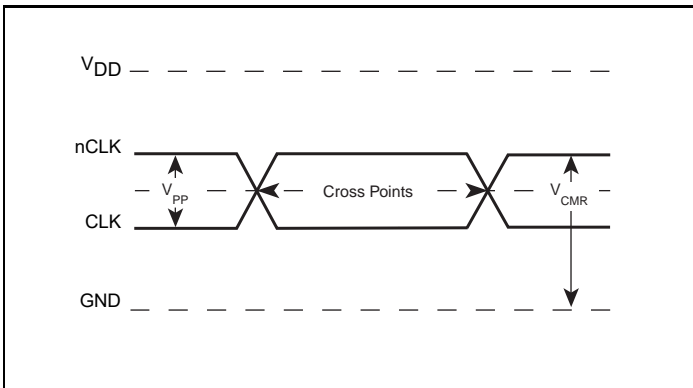 VDD
nCLK
VPP
Cross Points
VCMR
CLK
GND